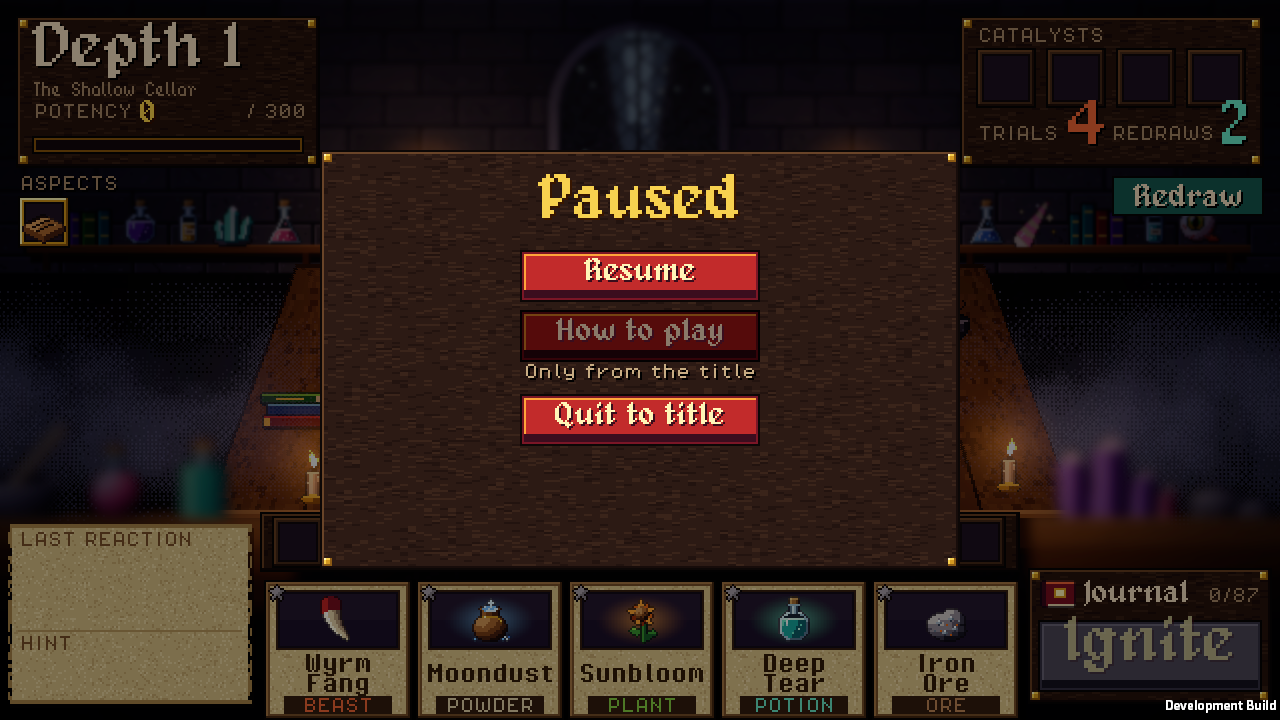 Depth 1
The Shallow Cellar
POTENCY 0 / 300
ASPECTS
CATALYSTS
TRIALS 4 REDRAWS 2
Redraw
Paused
Resume
How to play
Only from the title
Quit to title
LAST REACTION
HINT
Wyrm
Fang
BEAST
Moondust
POWDER
Sunbloom
PLANT
Deep
Tear
POTION
Iron
Ore
ORE
Journal 0/87
Ignite
Development Build